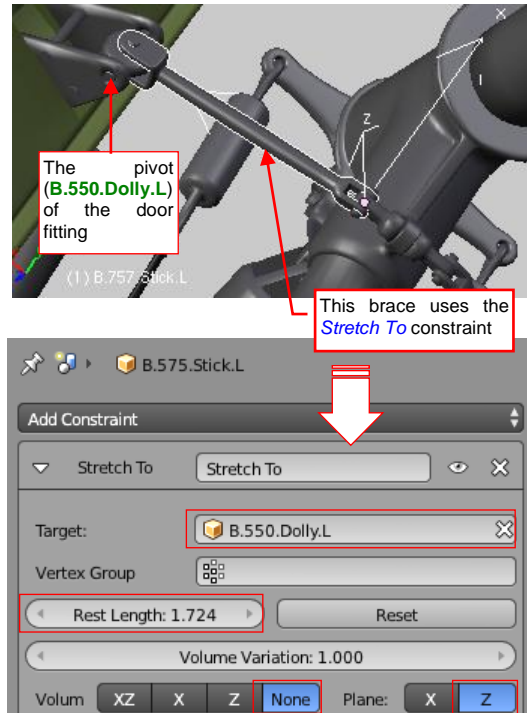 X
Z
The pivot
(B.550.Dolly.L)
of the door
fitting
(1) B.757.Stick.L
This brace uses the
Stretch To constraint
B.575.Stick.L
Add Constraint
Stretch To Stretch To
Target: B.550.Dolly.L
Vertex Group
Rest Length: 1.724 Reset
Volume Variation: 1.000
Volum XZ X Z None Plane: X Z